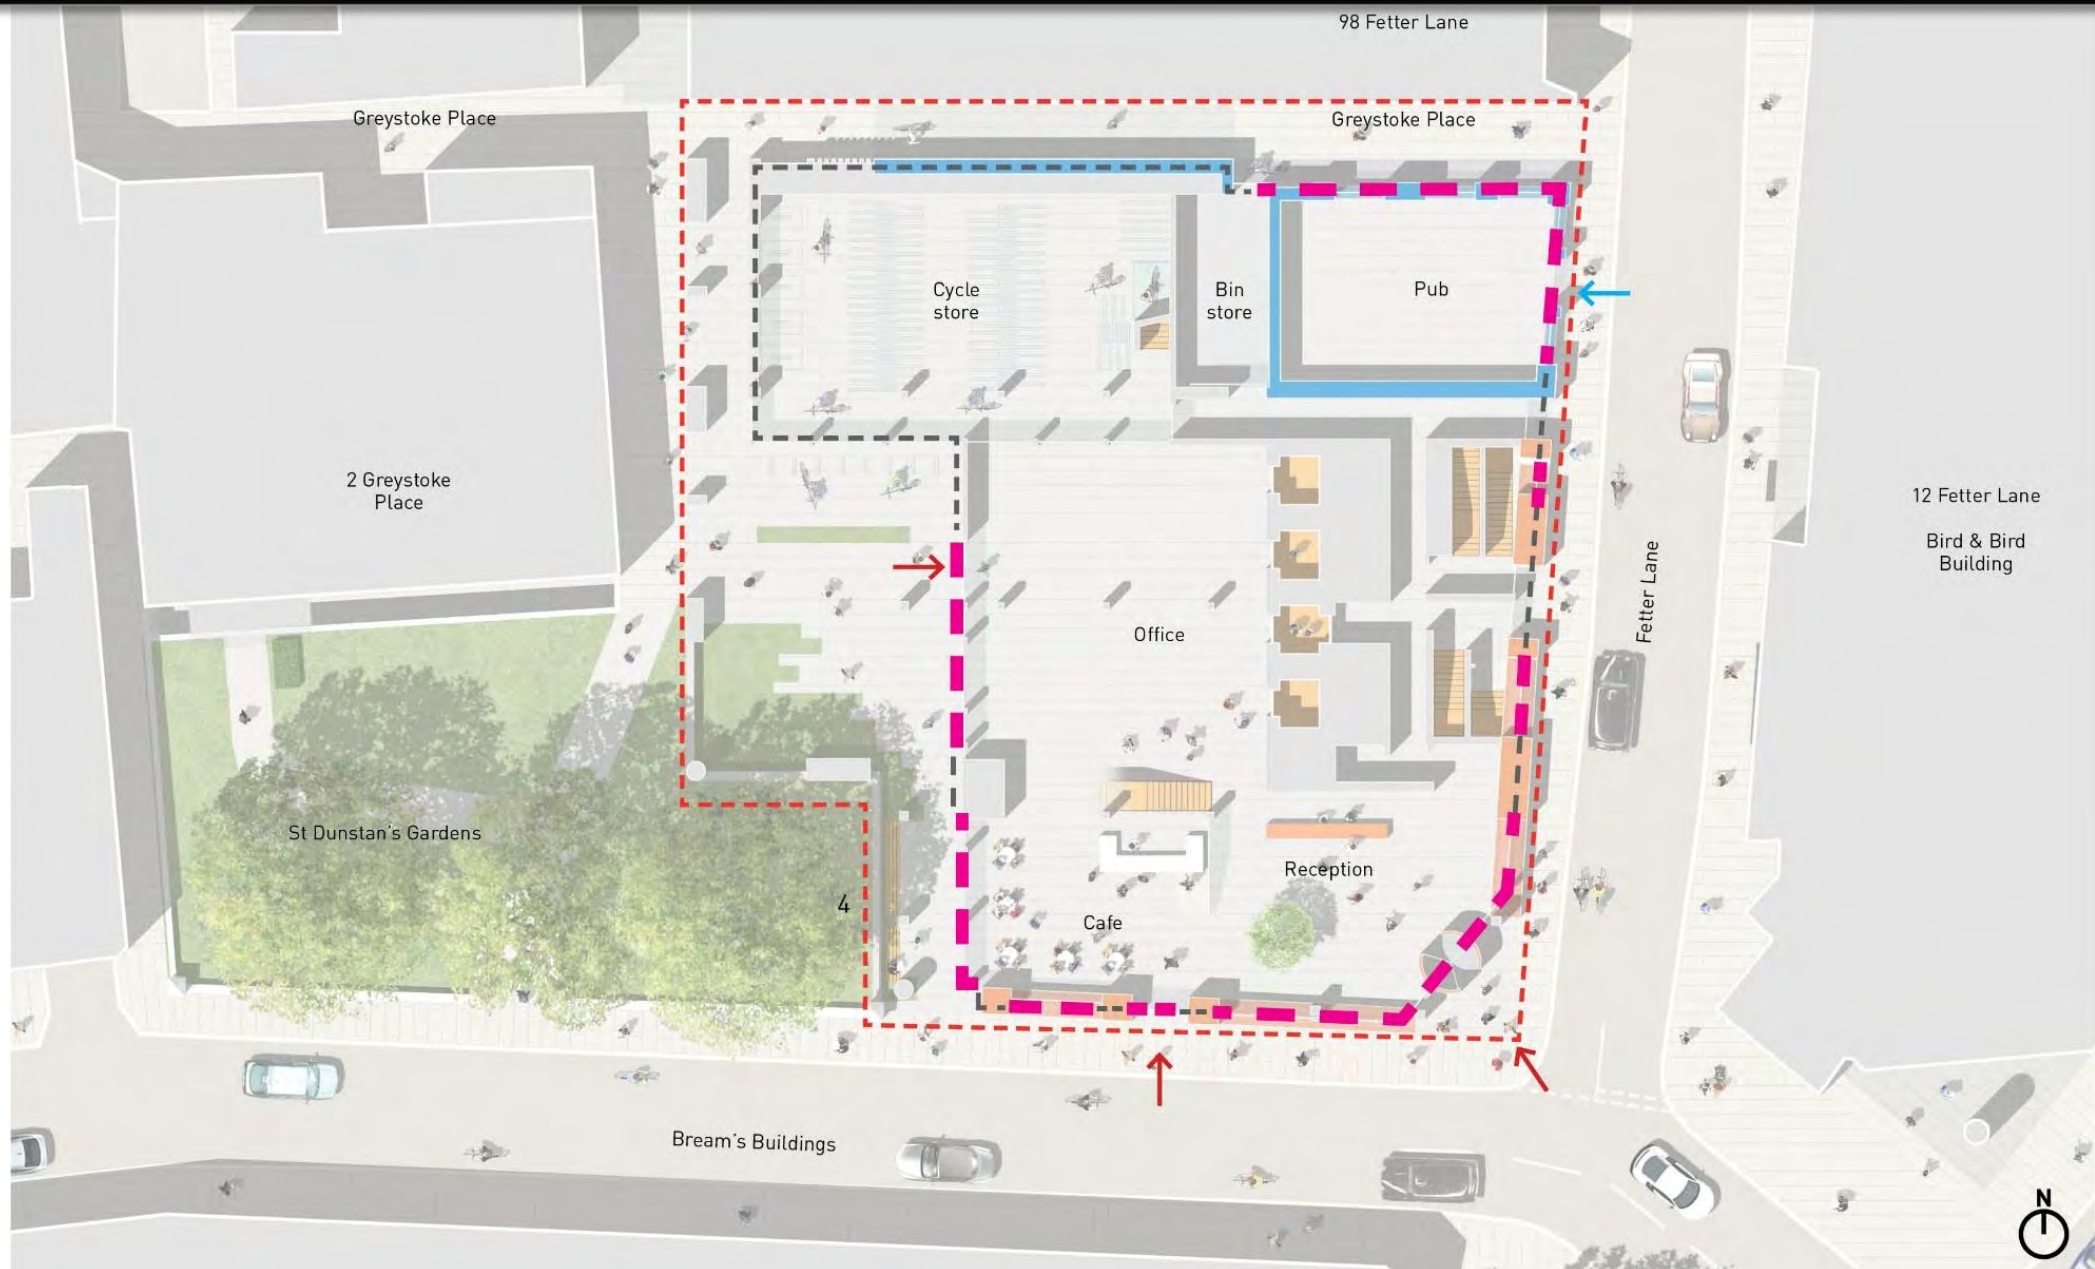 98 Fetter Lane
Greystoke Place
Greystoke Place
Cycle
store
Bin
store
Pub
2 Greystoke
Place
12 Fetter Lane
Bird & Bird
Building
Fetter Lane
Office
St Dunstan's Gardens
Reception
4
Cafe
Bream's Buildings
N